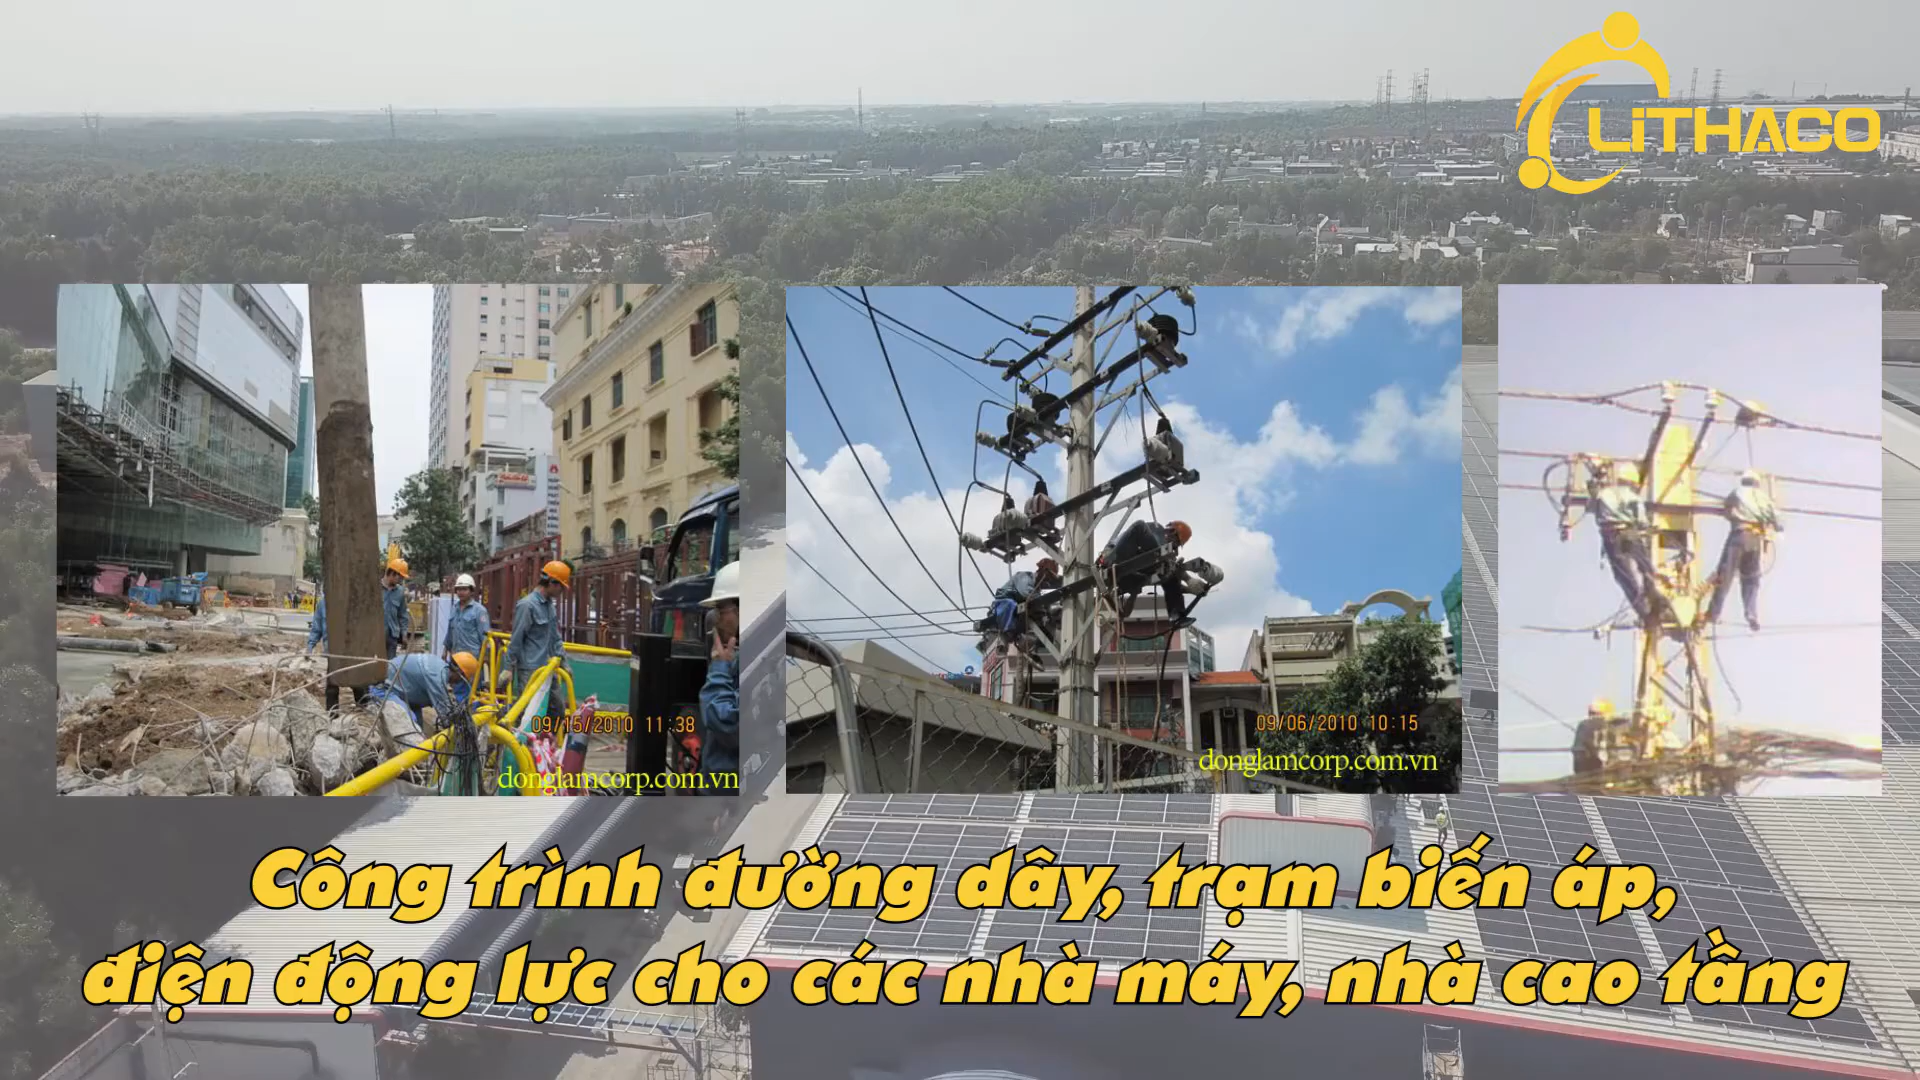 LiTHACO
09/15/2010 11:38
donglamcorp.com.vn
09/06/2010 10:15
donglamcorp.com.vn
Công trình đường dây, trạm biến áp,
điện động lực cho các nhà máy, nhà cao tầng